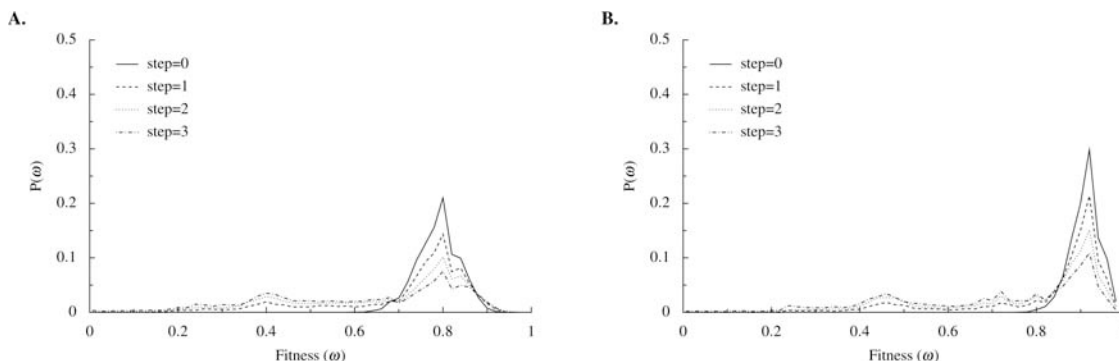 A.
0.5
0.4
0.3
0.2
0.1
0
P(ω)
step=0
step=1
step=2
step=3
0 0.2 0.4 0.6 0.8 1
Fitness (ω)
B.
0.5
0.4
0.3
0.2
0.1
0
P(ω)
step=0
step=1
step=2
step=3
0 0.2 0.4 0.6 0.8
Fitness (ω)